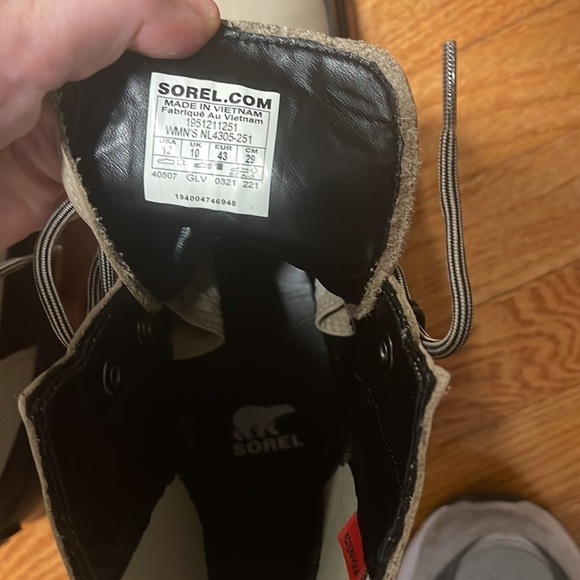 SOREL.COM
MADE IN VIETNAM
Fabriqué Au Vietnam
1951211251
WMN'S NL4305-251
USA UK EUR CM
12 10 43 29
40507 GLV 0321 221
194004746948
SOREL